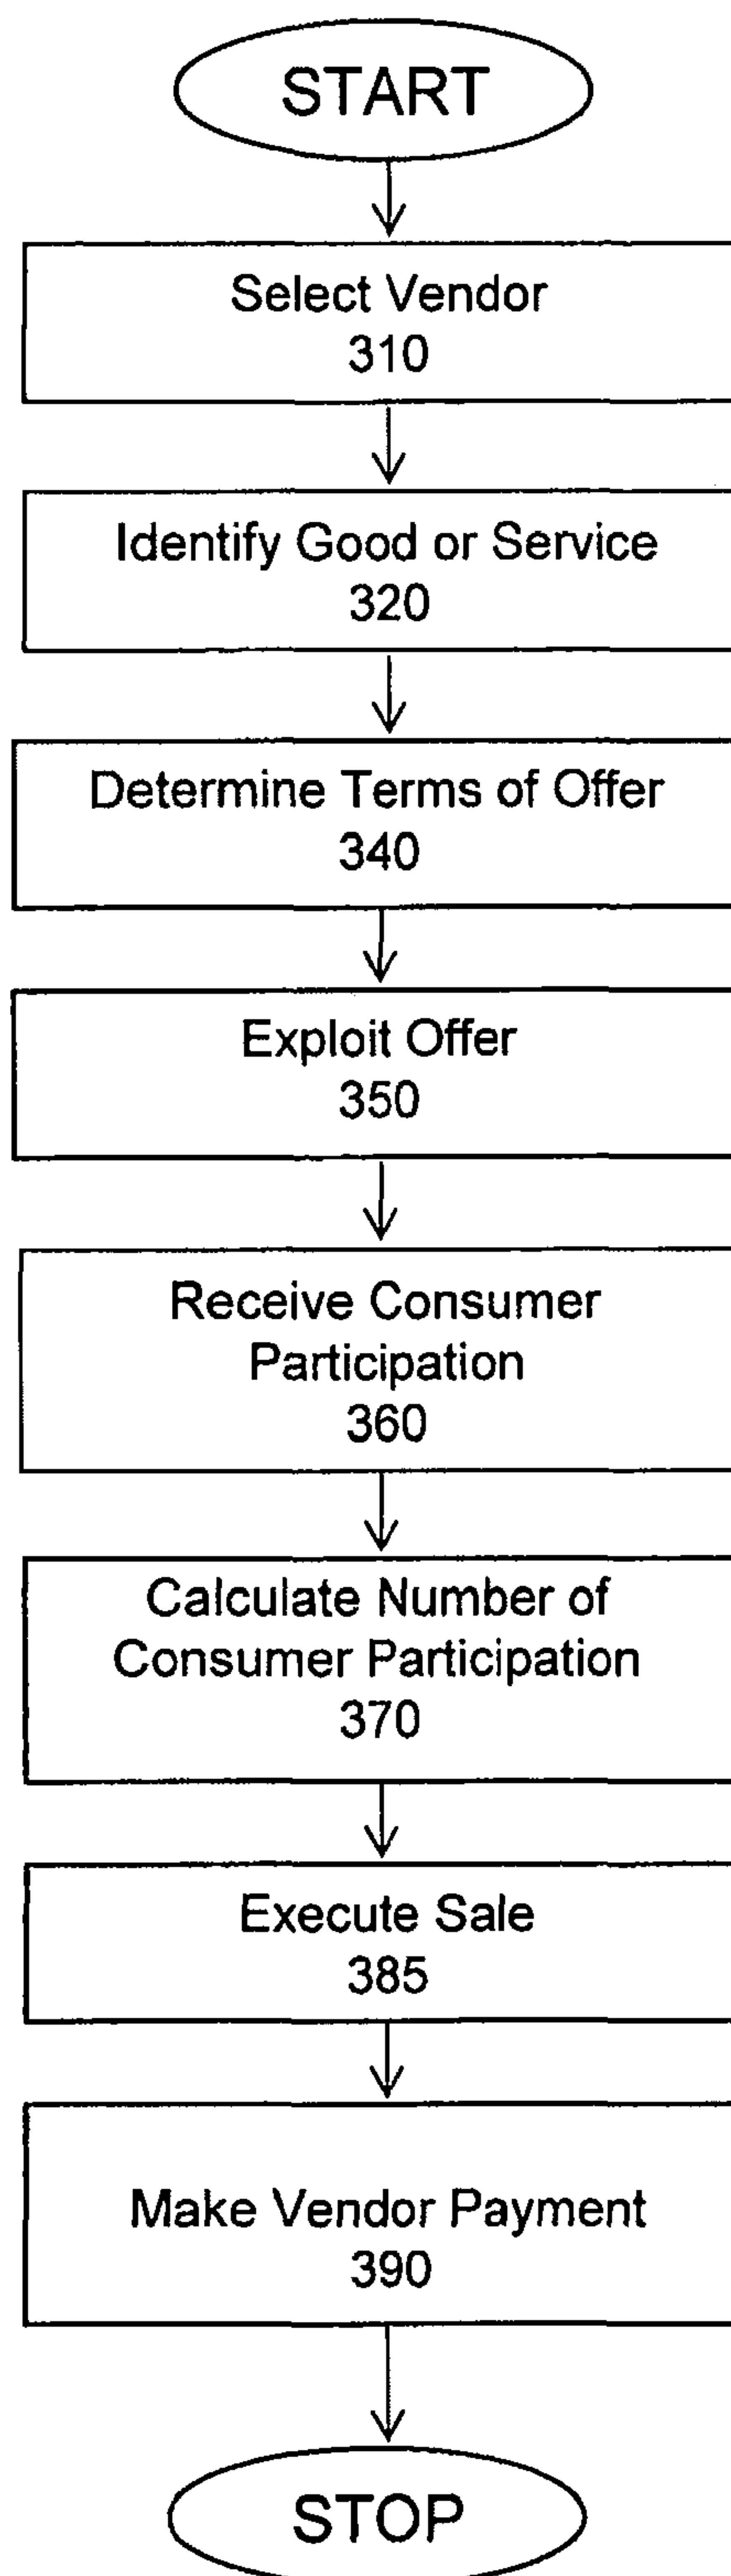 START
Select Vendor
310
Identify Good or Service
320
Determine Terms of Offer
340
Exploit Offer
350
Receive Consumer
Participation
360
Calculate Number of
Consumer Participation
370
Execute Sale
385
Make Vendor Payment
390
STOP